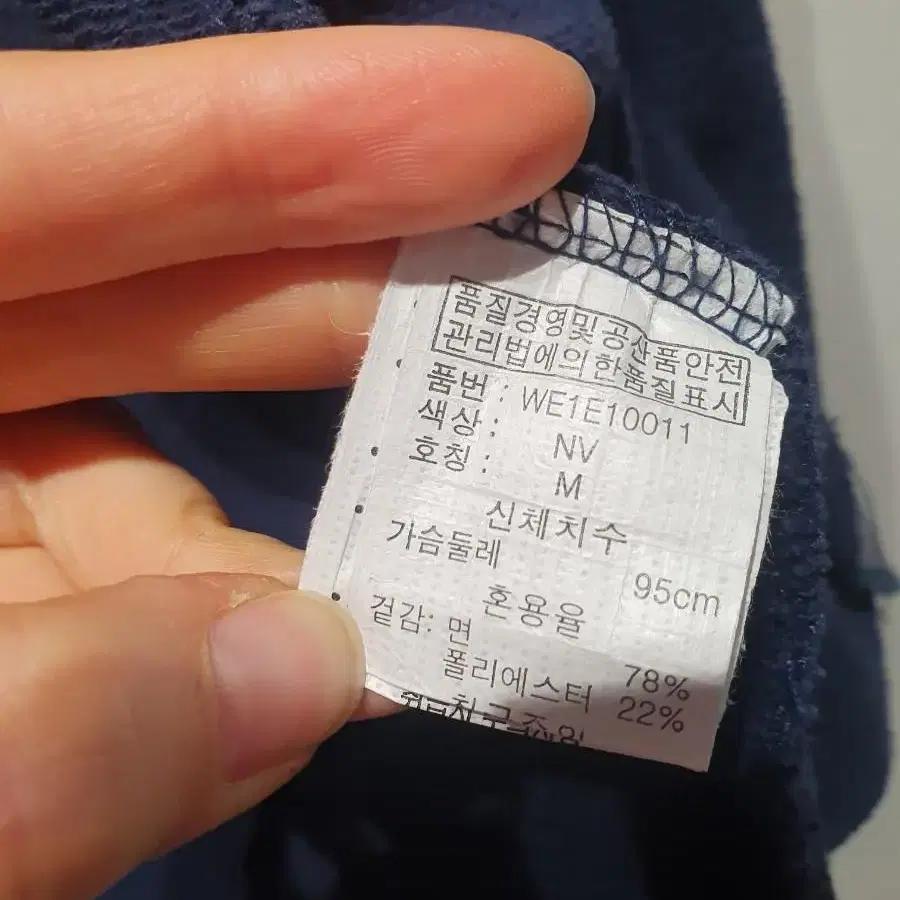 품질경영및공산품안전
관리법에의한품질표시
품번 : WE1E10011
색상 : NV
호칭 : M
신체치수
가슴둘레 95cm
혼용율
겉감: 면 78%
폴리에스터 22%